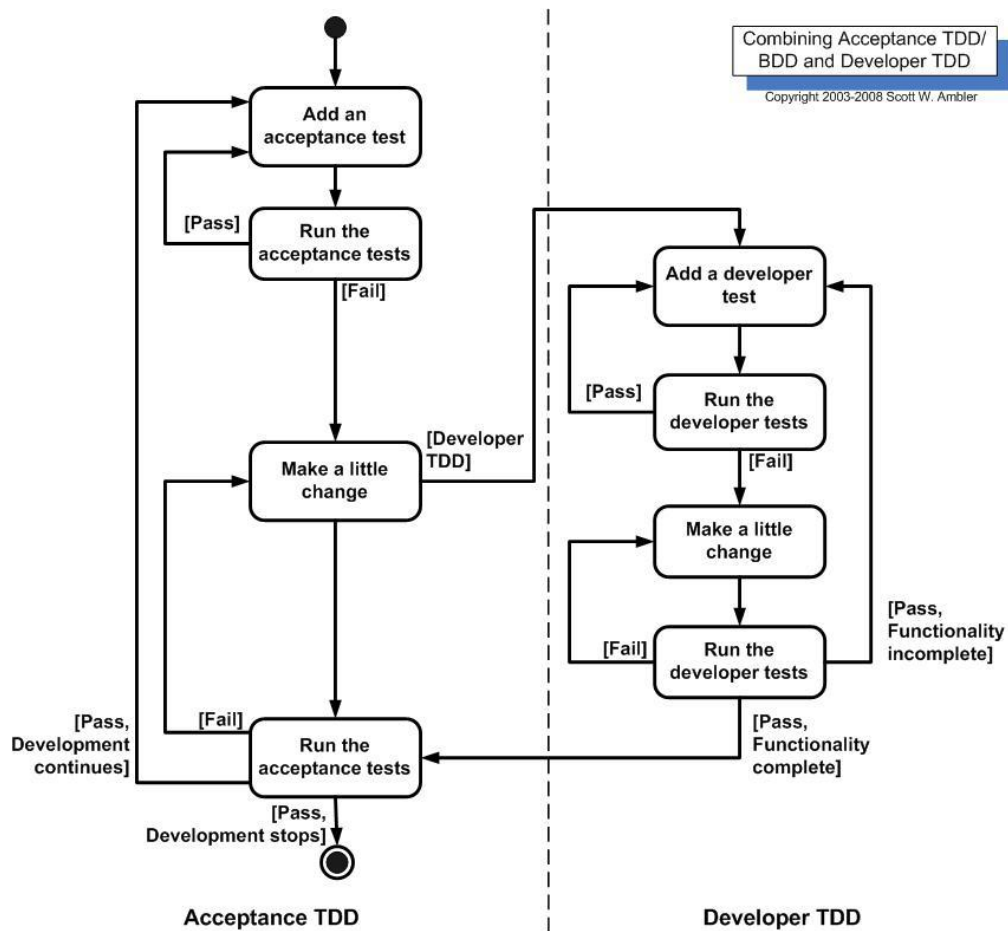 Combining Acceptance TDD/
BDD and Developer TDD
Copyright 2003-2008 Scott W. Ambler
Add an
acceptance test
[Pass]
Run the
acceptance tests
[Fail]
Make a little
change
[Developer
TDD]
[Fail]
Run the
acceptance tests
[Pass,
Development
continues]
[Pass,
Development stops]
Acceptance TDD
Add a developer
test
[Pass]
Run the
developer tests
[Fail]
Make a little
change
[Fail]
Run the
developer tests
[Pass,
Functionality
incomplete]
[Pass,
Functionality
complete]
Developer TDD